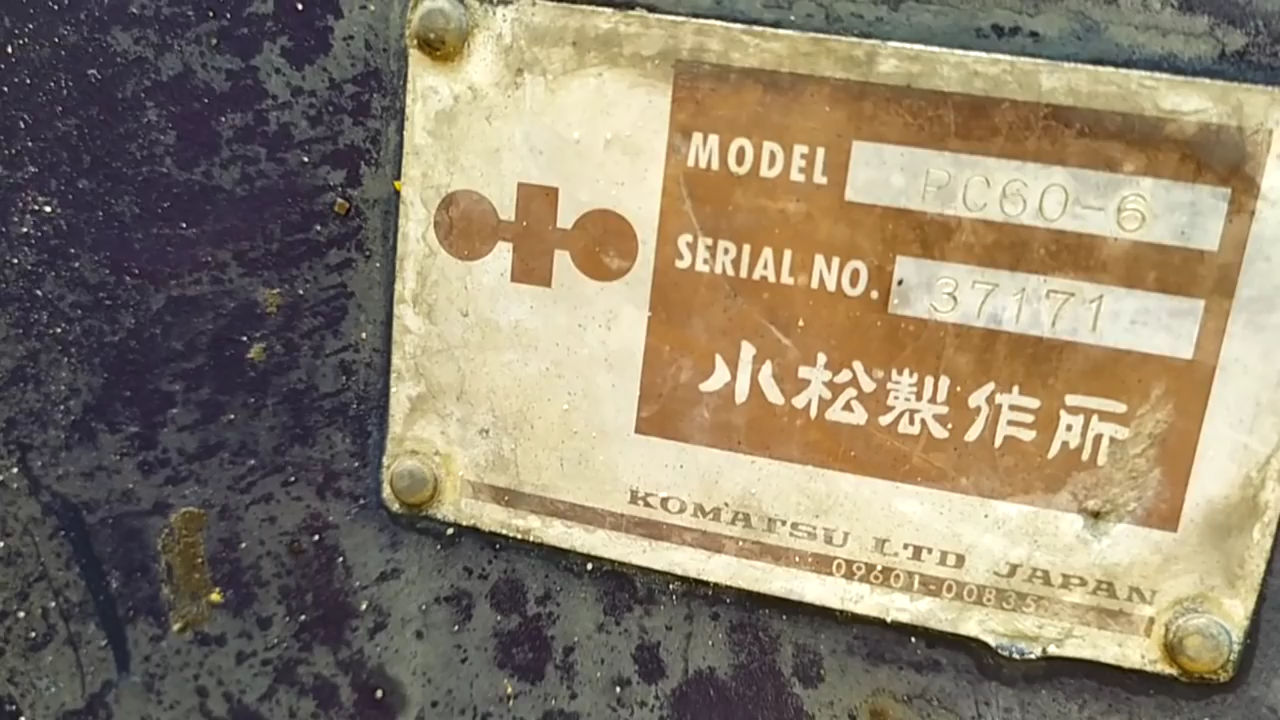 MODEL PC60-6
SERIAL NO. 37171
小松製作所
KOMATSU LTD JAPAN
09601-00835